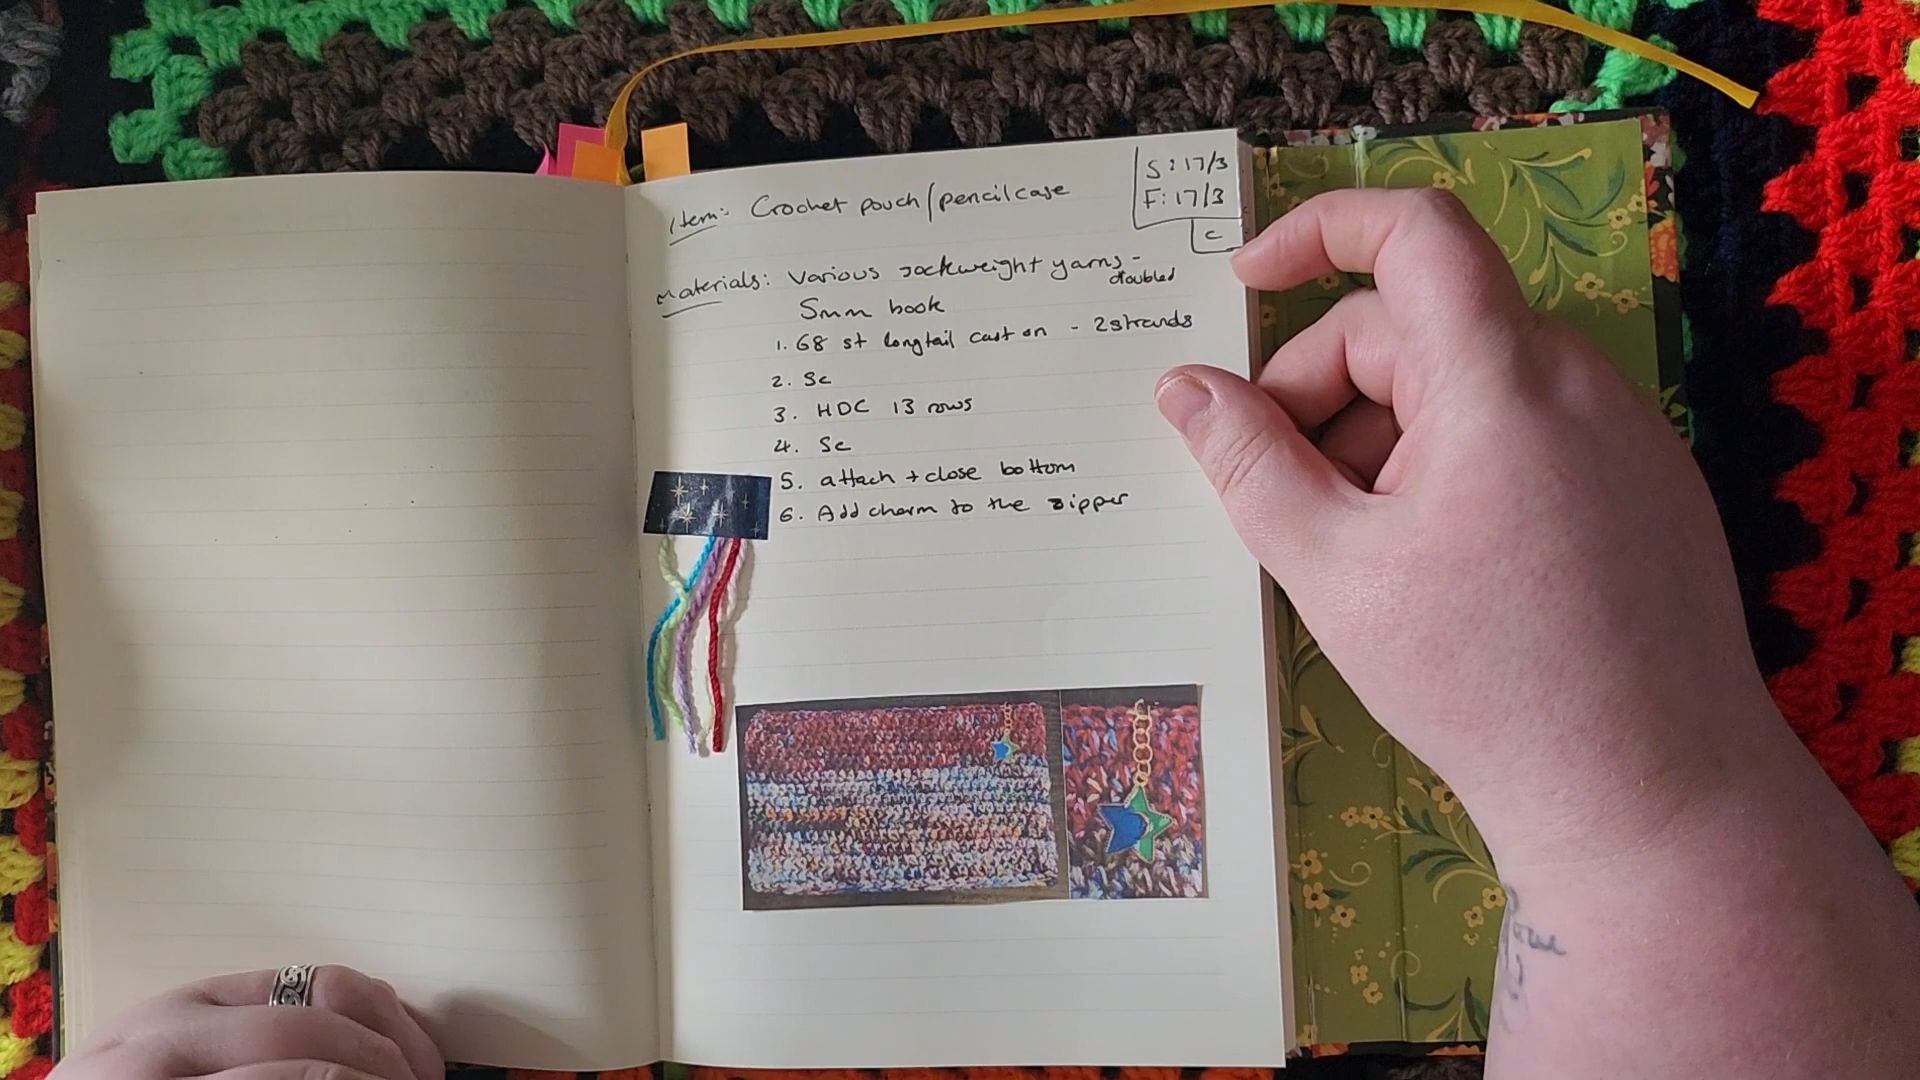 Item: Crochet pouch/pencilcase
S: 17/3
F: 17/3
C
Materials: Various sockweight yarns - doubled
5mm hook
1. 68 st longtail cast on - 2 strands
2. Sc
3. HDC 13 rows
4. Sc
5. attach + close bottom
6. Add charm to the zipper